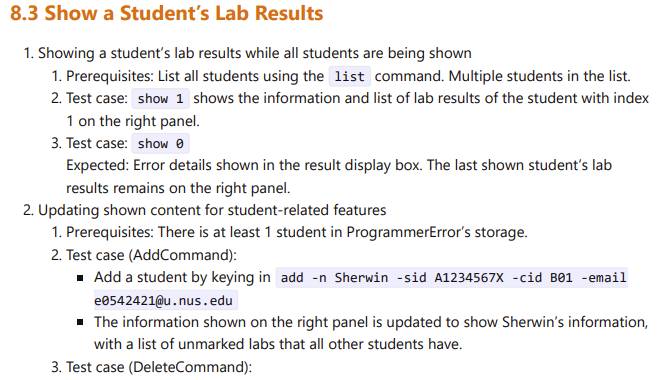 8.3 Show a Student’s Lab Results
1. Showing a student’s lab results while all students are being shown
1. Prerequisites: List all students using the list command. Multiple students in the list.
2. Test case: show 1 shows the information and list of lab results of the student with index
1 on the right panel.
3. Test case: show 0
Expected: Error details shown in the result display box. The last shown student’s lab
results remains on the right panel.
2. Updating shown content for student-related features
1. Prerequisites: There is at least 1 student in ProgrammerError’s storage.
2. Test case (AddCommand):
▪ Add a student by keying in add -n Sherwin -sid A1234567X -cid B01 -email
e0542421@u.nus.edu
▪ The information shown on the right panel is updated to show Sherwin’s information,
with a list of unmarked labs that all other students have.
3. Test case (DeleteCommand):